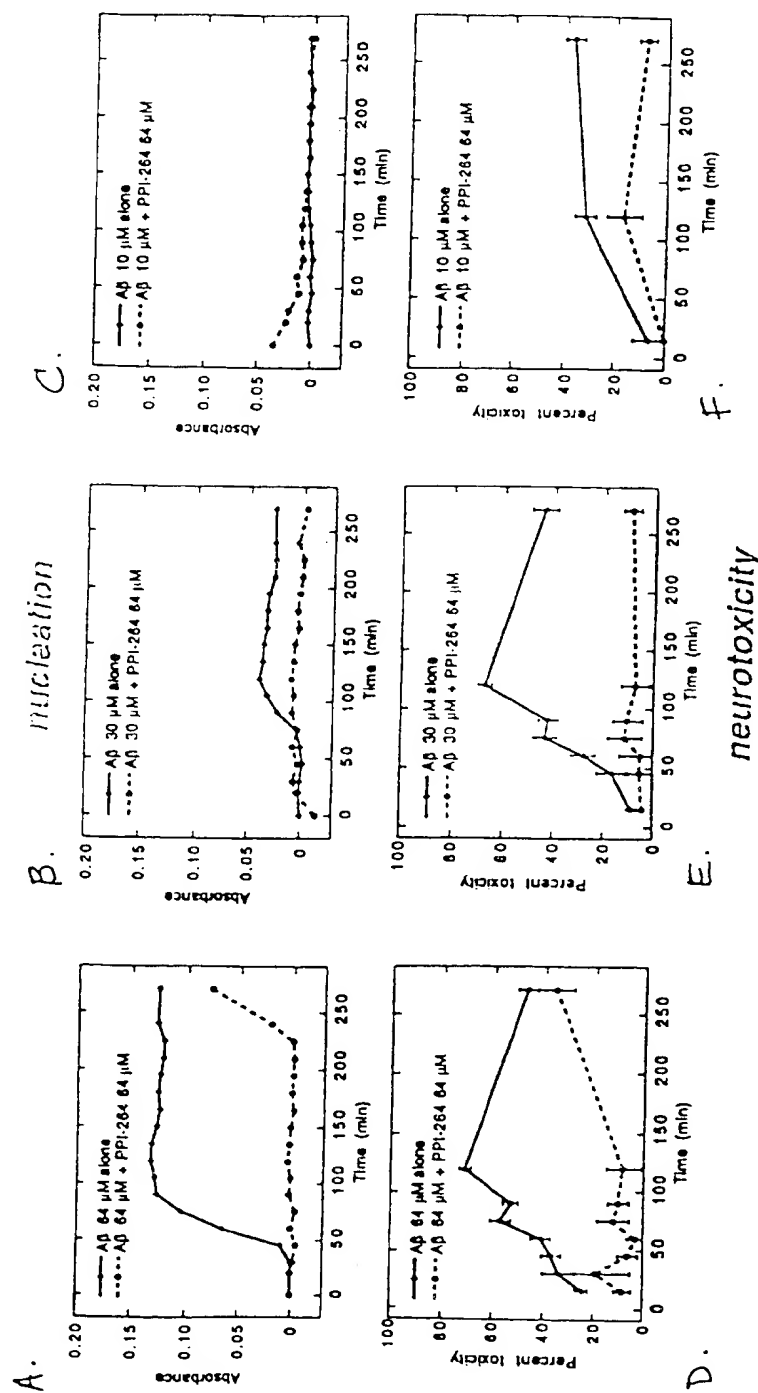 nucleation
A.
0.20
0.15
0.10
0.05
0
Absorbance
Aβ 64 μM alone
Aβ 64 μM + PPI-264 64 μM
0 50 100 150 200 250
Time (min)
B.
0.20
0.15
0.10
0.05
0
Absorbance
Aβ 30 μM alone
Aβ 30 μM + PPI-264 64 μM
0 50 100 150 200 250
Time (min)
C.
0.20
0.15
0.10
0.05
0
Absorbance
Aβ 10 μM alone
Aβ 10 μM + PPI-264 64 μM
0 50 100 150 200 250
Time (min)
D.
100
80
60
40
20
0
Percent toxicity
Aβ 64 μM alone
Aβ 64 μM + PPI-264 64 μM
0 50 100 150 200 250
Time (min)
E.
100
80
60
40
20
0
Percent toxicity
Aβ 30 μM alone
Aβ 30 μM + PPI-264 64 μM
0 50 100 150 200 250
Time (min)
F.
100
80
60
40
20
0
Percent toxicity
Aβ 10 μM alone
Aβ 10 μM + PPI-264 64 μM
0 50 100 150 200 250
Time (min)
neurotoxicity